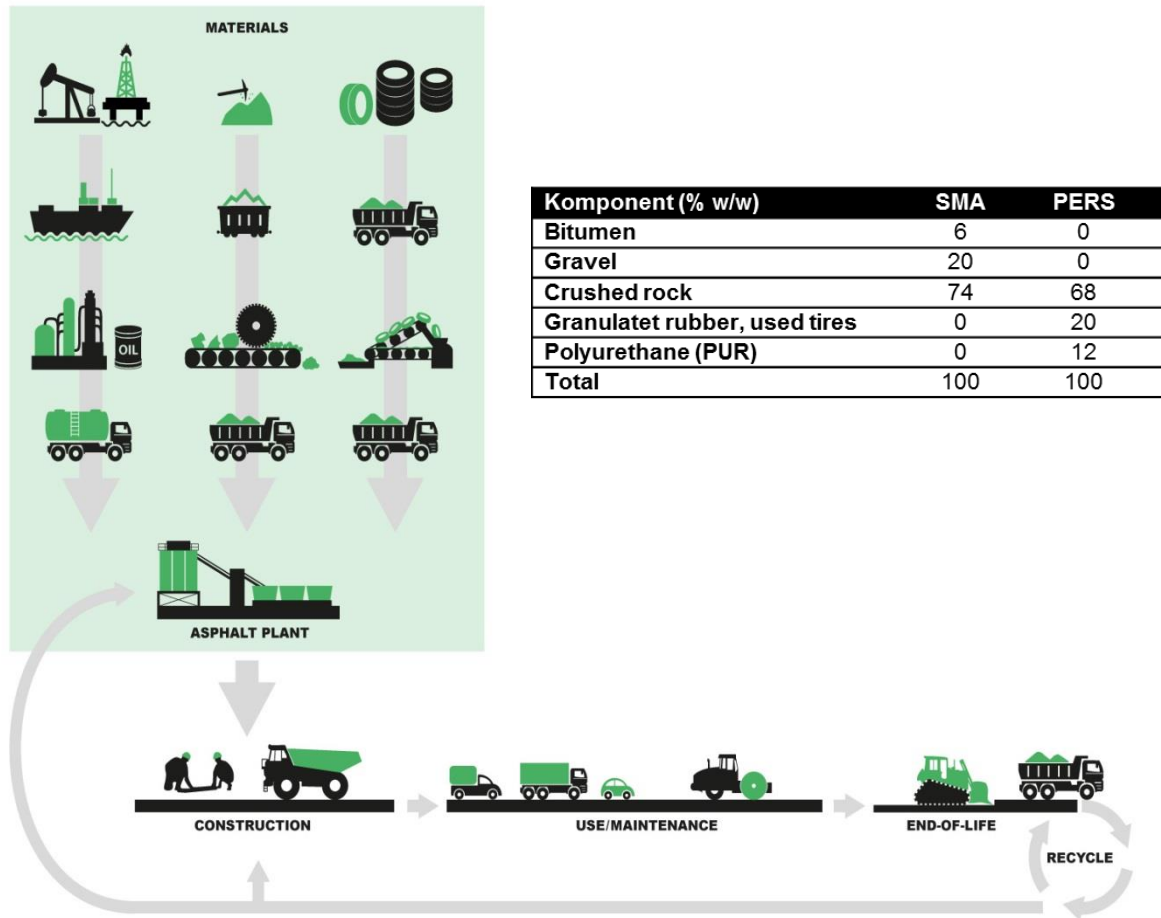 MATERIALS
OIL
ASPHALT PLANT
Komponent (% w/w) SMA PERS
Bitumen 6 0
Gravel 20 0
Crushed rock 74 68
Granulatet rubber, used tires 0 20
Polyurethane (PUR) 0 12
Total 100 100
CONSTRUCTION
USE/MAINTENANCE
END-OF-LIFE
RECYCLE